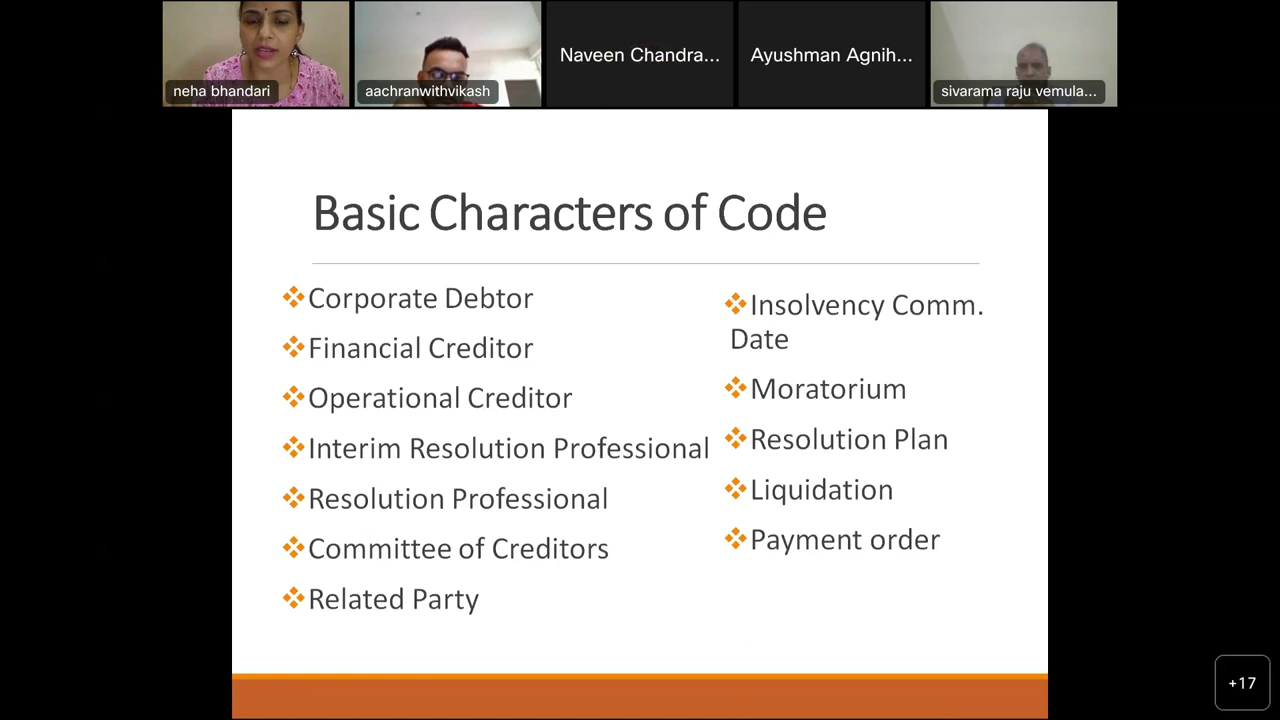 neha bhandari
aachranwithvikash
Naveen Chandra...
Ayushman Agnih...
sivarama raju vemula...
Basic Characters of Code
Corporate Debtor
Financial Creditor
Operational Creditor
Interim Resolution Professional
Resolution Professional
Committee of Creditors
Related Party
Insolvency Comm.
Date
Moratorium
Resolution Plan
Liquidation
Payment order
+17